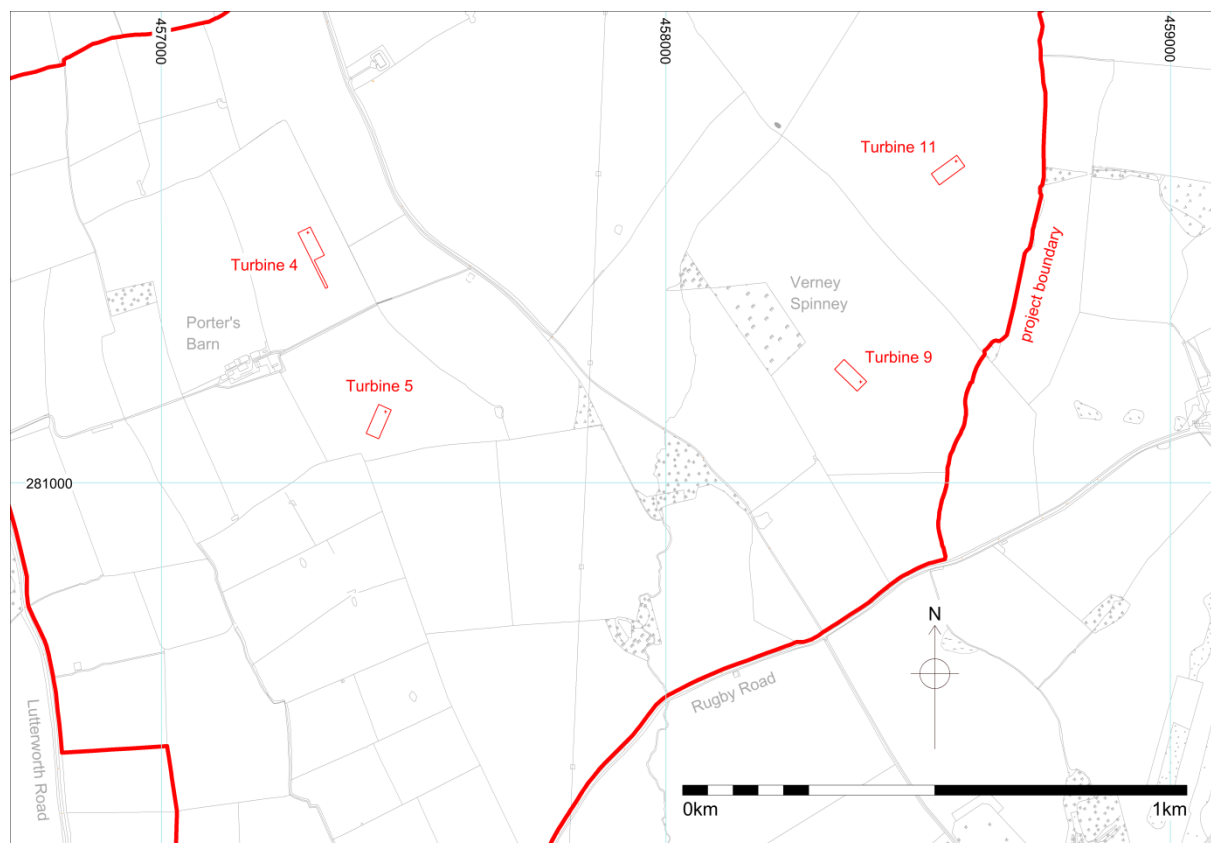 457000
458000
459000
Turbine 11
Turbine 4
project boundary
Verney
Spinney
Porter's
Barn
Turbine 9
Turbine 5
281000
N
Rugby Road
Lutterworth Road
0km
1km